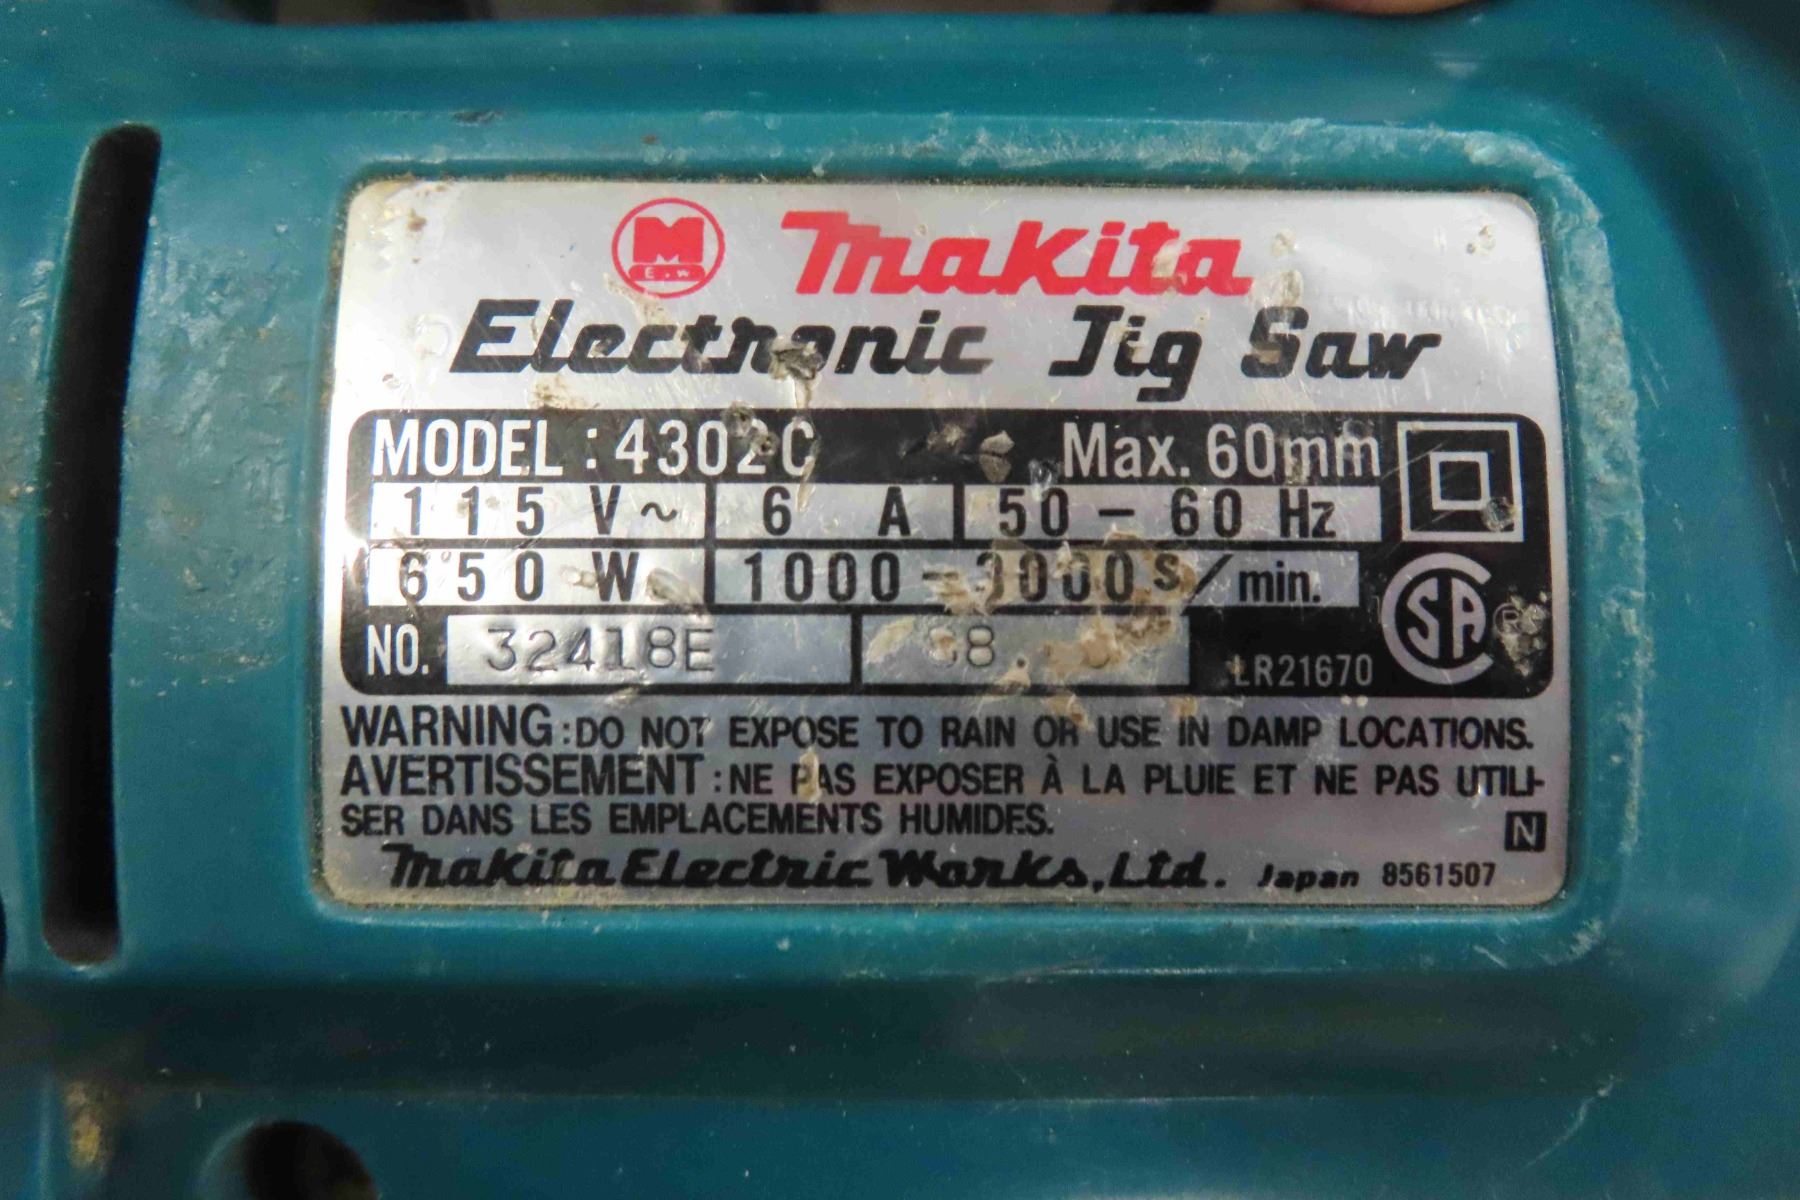 M
E.W
makita
Electronic Jig Saw
MODEL : 4302C Max. 60mm
115 V~ 6 A 50 - 60 Hz
650 W 1000 - 3000 s/min.
NO. 32418E LR21670
SA ®
WARNING : DO NOT EXPOSE TO RAIN OR USE IN DAMP LOCATIONS.
AVERTISSEMENT : NE PAS EXPOSER À LA PLUIE ET NE PAS UTILI-
SER DANS LES EMPLACEMENTS HUMIDES.
N
Makita Electric Works, Ltd. Japan 8561507